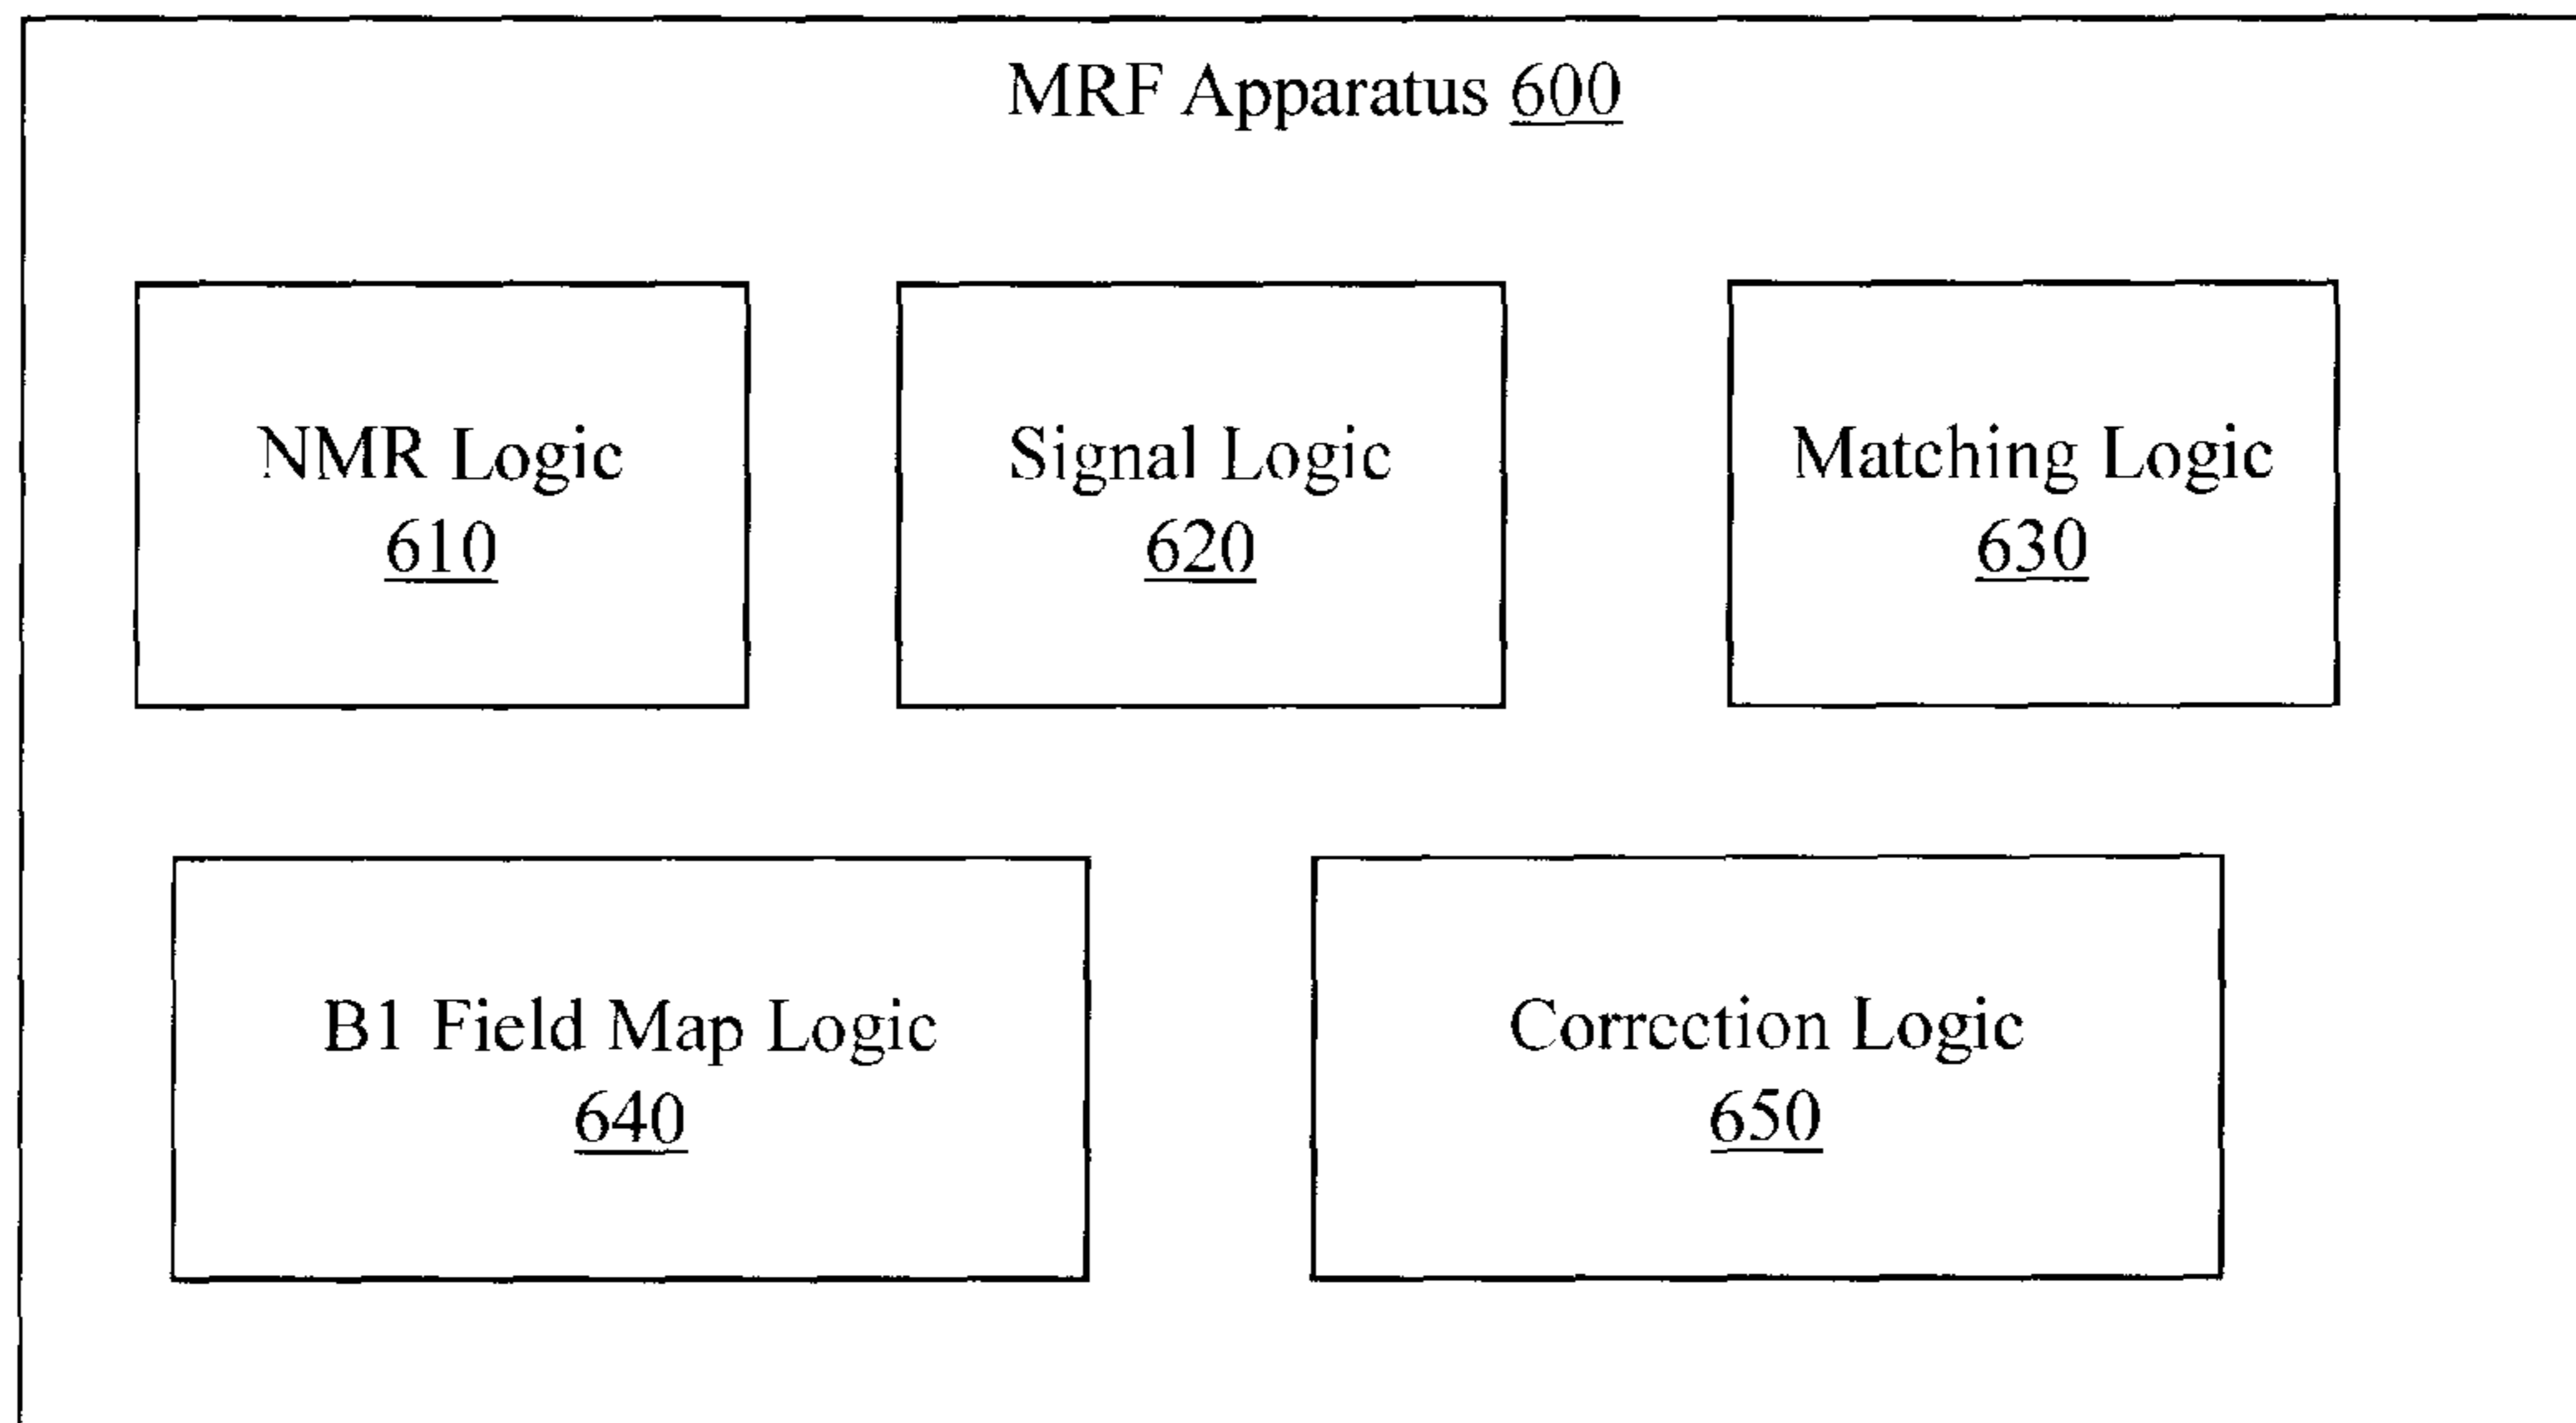 MRF Apparatus 600
NMR Logic
610
Signal Logic
620
Matching Logic
630
B1 Field Map Logic
640
Correction Logic
650